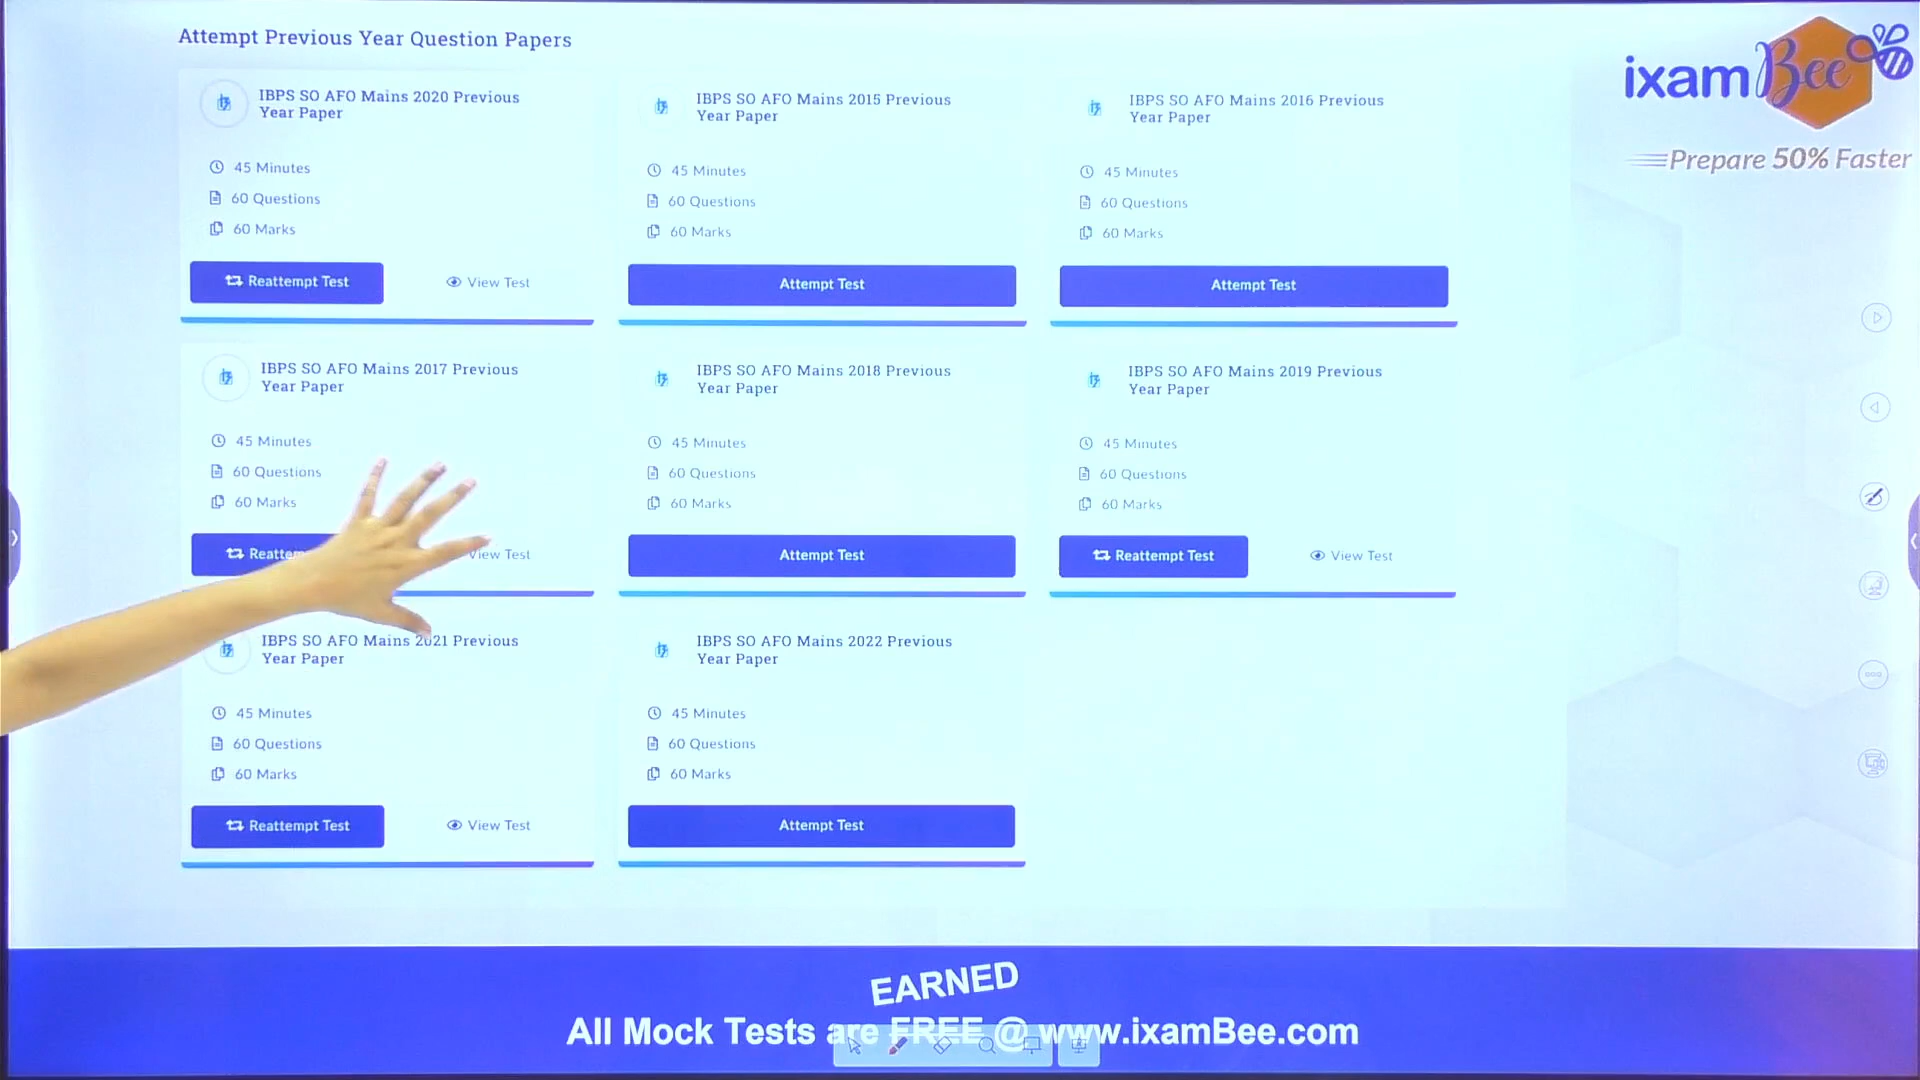 Attempt Previous Year Question Papers
ixamBee
Prepare 50% Faster
IBPS SO AFO Mains 2020 Previous
Year Paper
45 Minutes
60 Questions
60 Marks
Reattempt Test
View Test
IBPS SO AFO Mains 2015 Previous
Year Paper
45 Minutes
60 Questions
60 Marks
Attempt Test
IBPS SO AFO Mains 2016 Previous
Year Paper
45 Minutes
60 Questions
60 Marks
Attempt Test
IBPS SO AFO Mains 2017 Previous
Year Paper
45 Minutes
60 Questions
60 Marks
View Test
IBPS SO AFO Mains 2018 Previous
Year Paper
45 Minutes
60 Questions
60 Marks
Attempt Test
IBPS SO AFO Mains 2019 Previous
Year Paper
45 Minutes
60 Questions
60 Marks
Reattempt Test
View Test
IBPS SO AFO Mains 2021 Previous
Year Paper
45 Minutes
60 Questions
60 Marks
Reattempt Test
View Test
IBPS SO AFO Mains 2022 Previous
Year Paper
45 Minutes
60 Questions
60 Marks
Attempt Test
EARNED
All Mock Tests are FREE @ www.ixamBee.com